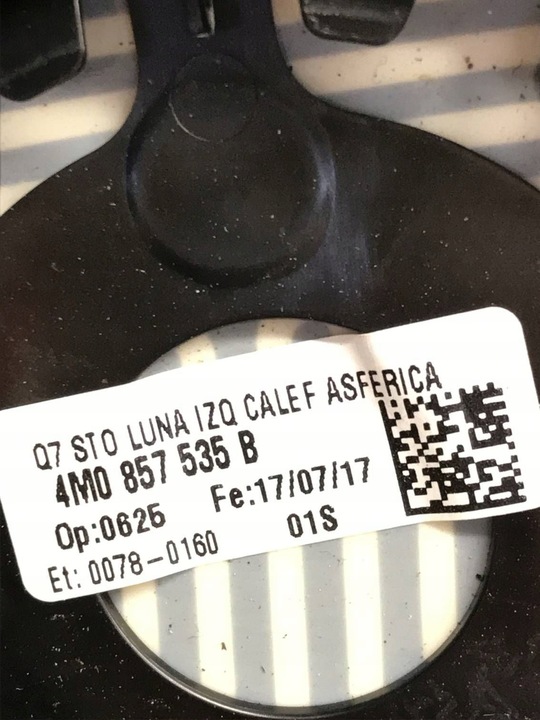 Q7 STO LUNA IZQ CALEF ASFERICA
4M0 857 535 B
Op:0625 Fe:17/07/17
Et: 0078-0160 01S